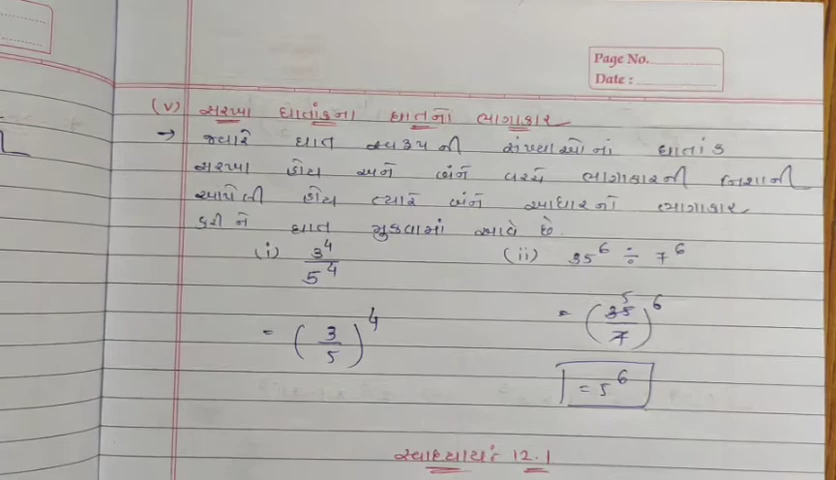 Page No.
Date :
(v) સરખા ઘાતાંકના ઘાતનો ભાગાકાર
→ જ્યારે ઘાત સ્વરૂપ ની સંખ્યાઓનાં ઘાતાંક
સરખા હોય અને બંને વચ્ચે ભાગાકારની નિશાની
આપેલી હોય ત્યારે બંને આધારનો ભાગાકાર
કરી ને ઘાત મુકવામાં આવે છે.
(i) 3⁴/5⁴ (ii) 35⁶ ÷ 7⁶
= (3/5)⁴ = (35/7)⁶ 5
= 5⁶
સ્વાધ્યાય: 12.1